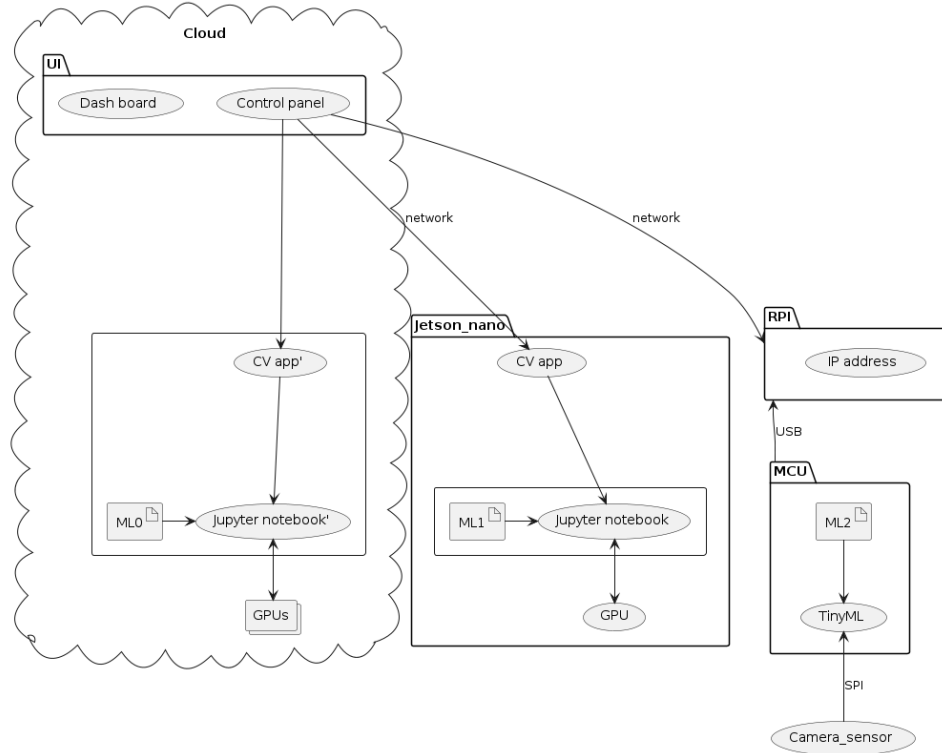 Cloud
UI
Dash board
Control panel
network
network
Jetson_nano
RPI
CV app'
CV app
IP address
USB
MCU
ML0
Jupyter notebook'
ML1
Jupyter notebook
ML2
GPUs
GPU
TinyML
SPI
Camera_sensor